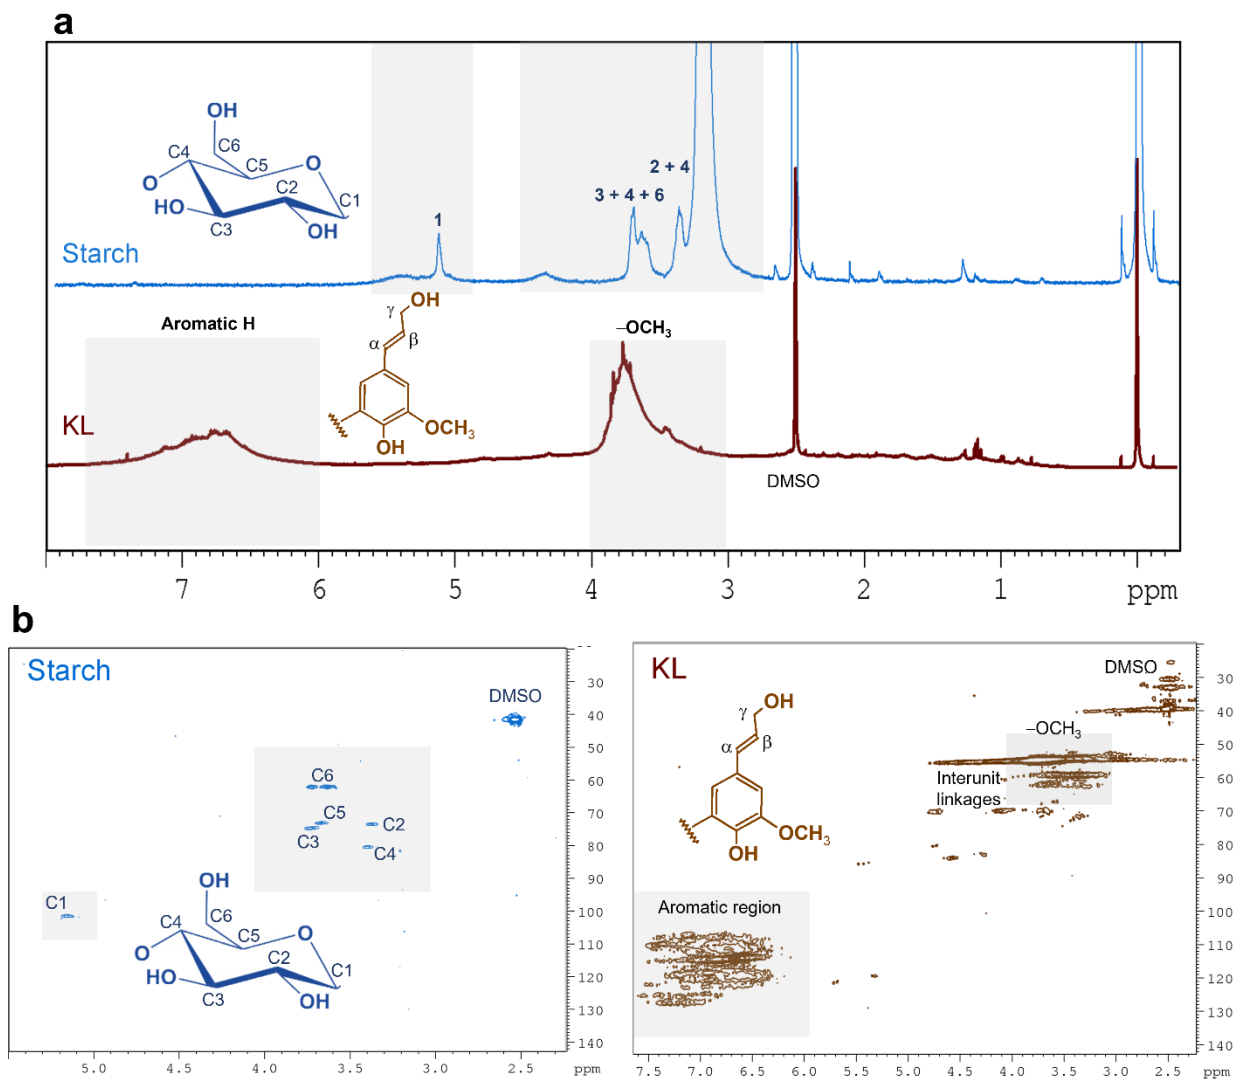 a
OH
C6
C4
C5
O
C2
C1
O
HO
C3
OH
Starch
1
3 + 4 + 6
2 + 4
Aromatic H
γ
OH
α
β
OCH3
OH
–OCH3
KL
DMSO
7 6 5 4 3 2 1 ppm
b
Starch
DMSO
C6
C5
C2
C3
C4
C1
OH
C6
C4
C5
O
O
C2
C1
HO
C3
OH
30
40
50
60
70
80
90
100
110
120
130
140
5.0 4.5 4.0 3.5 3.0 2.5 ppm
KL
DMSO
γ
OH
α
β
–OCH3
Interunit
linkages
OCH3
OH
Aromatic region
30
40
50
60
70
80
90
100
110
120
130
140
7.5 7.0 6.5 6.0 5.5 5.0 4.5 4.0 3.5 3.0 2.5 ppm